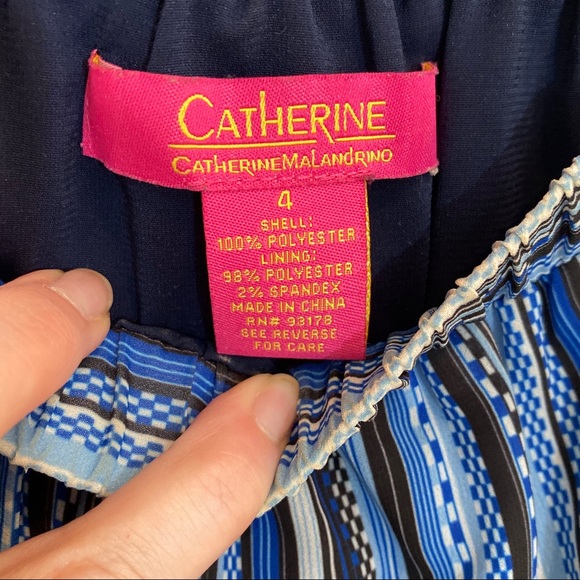 CATHERINE
CATHERINEMALANDRINO
4
SHELL:
100% POLYESTER
LINING:
98% POLYESTER
2% SPANDEX
MADE IN CHINA
RN# 93178
SEE REVERSE
FOR CARE